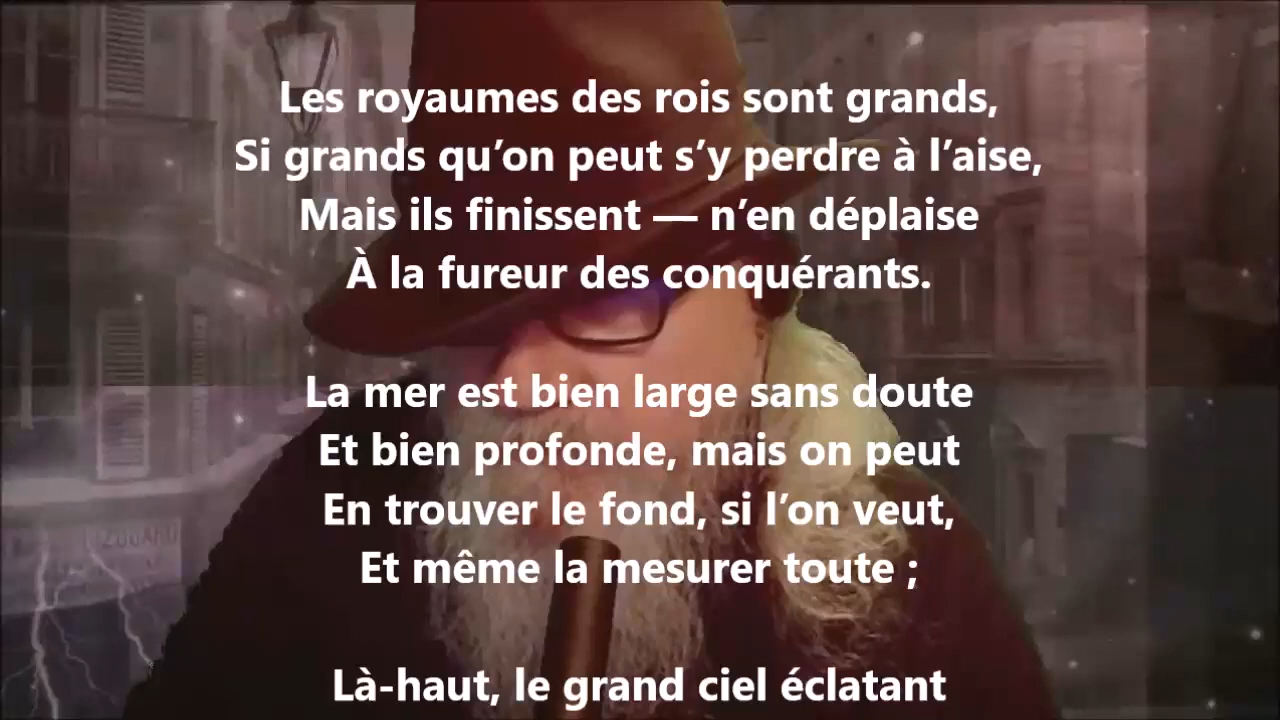 Les royaumes des rois sont grands,
Si grands qu’on peut s’y perdre à l’aise,
Mais ils finissent — n’en déplaise
À la fureur des conquérants.
La mer est bien large sans doute
Et bien profonde, mais on peut
En trouver le fond, si l’on veut,
Et même la mesurer toute ;
Là-haut, le grand ciel éclatant